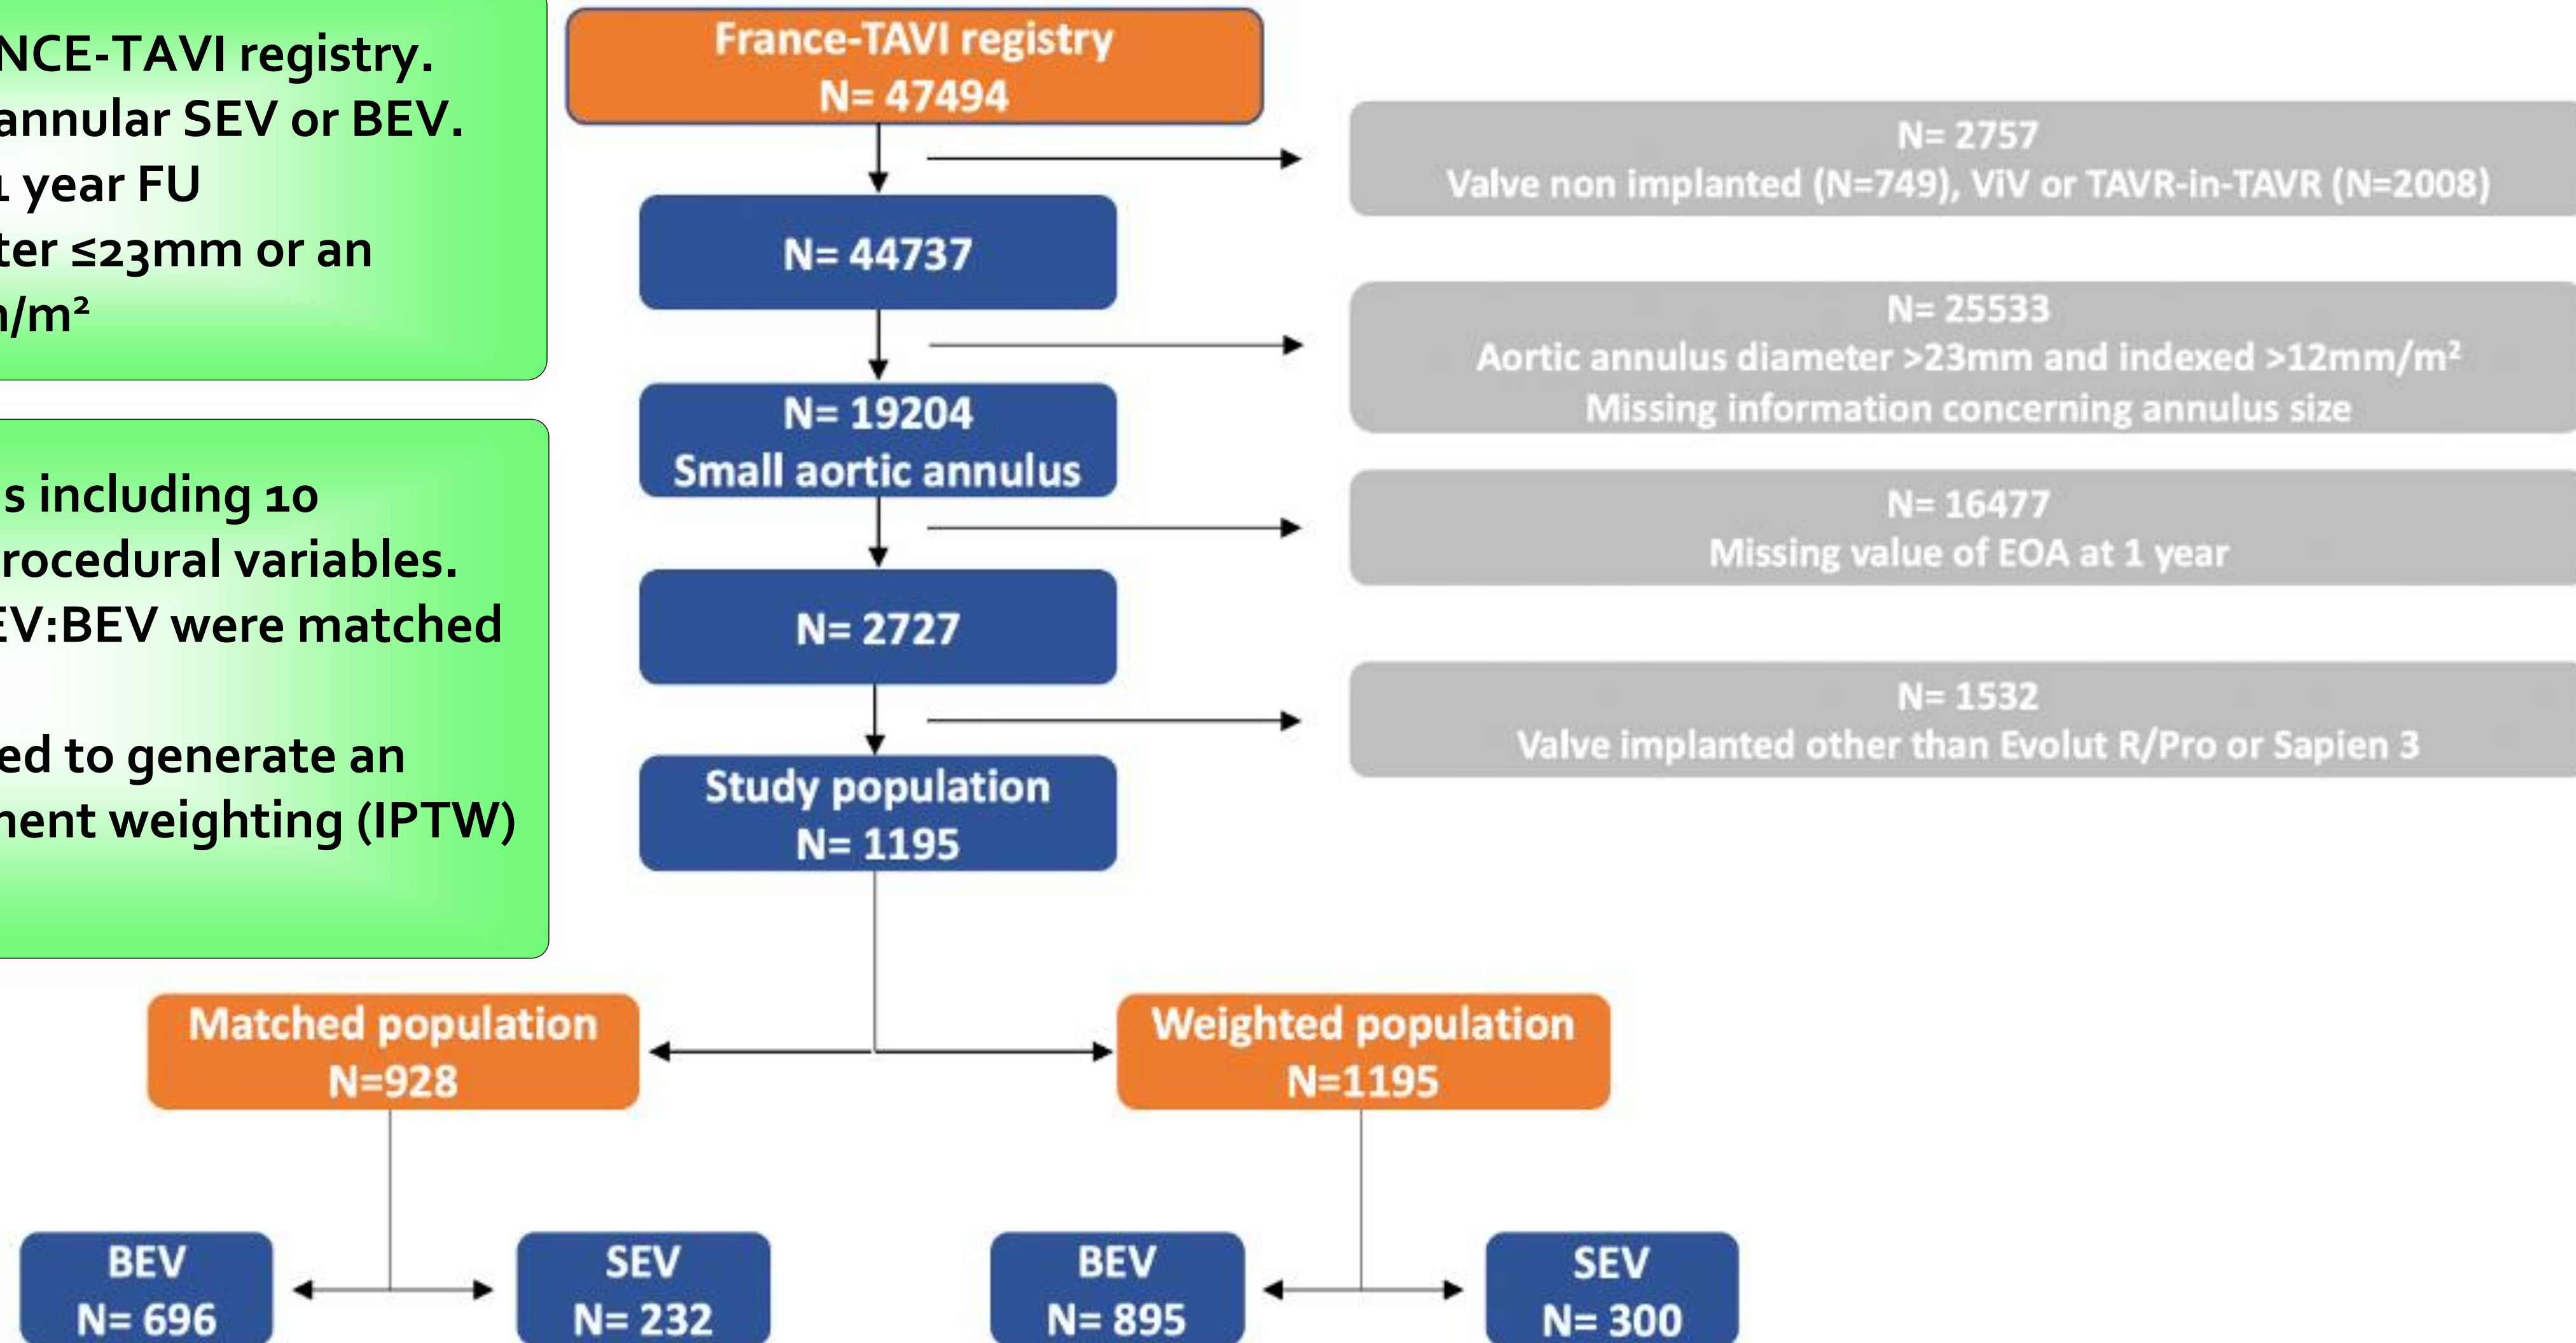 NCE-TAVI registry.
annular SEV or BEV.
1 year FU
ter ≤23mm or an
/m²
s including 10
rocedural variables.
EV:BEV were matched
ed to generate an
ment weighting (IPTW)
France-TAVI registry
N= 47494
N= 2757
Valve non implanted (N=749), ViV or TAVR-in-TAVR (N=2008)
N= 44737
N= 25533
Aortic annulus diameter >23mm and indexed >12mm/m²
Missing information concerning annulus size
N= 19204
Small aortic annulus
N= 16477
Missing value of EOA at 1 year
N= 2727
N= 1532
Valve implanted other than Evolut R/Pro or Sapien 3
Study population
N= 1195
Matched population
N=928
Weighted population
N=1195
BEV
N= 696
SEV
N= 232
BEV
N= 895
SEV
N= 300